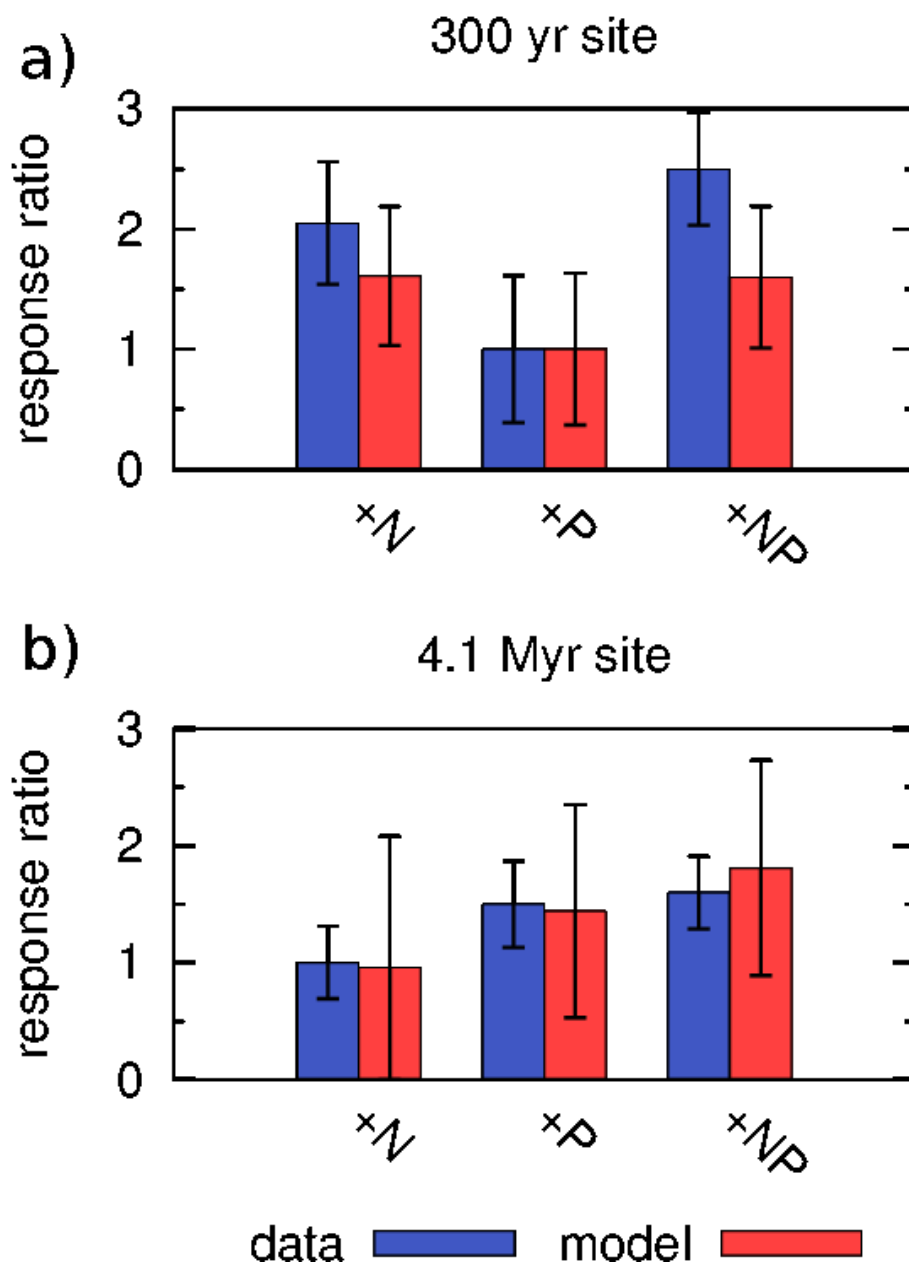 a)
300 yr site
response ratio
3
2
1
0
+N
+P
+NP
b)
4.1 Myr site
response ratio
3
2
1
0
+N
+P
+NP
data
model